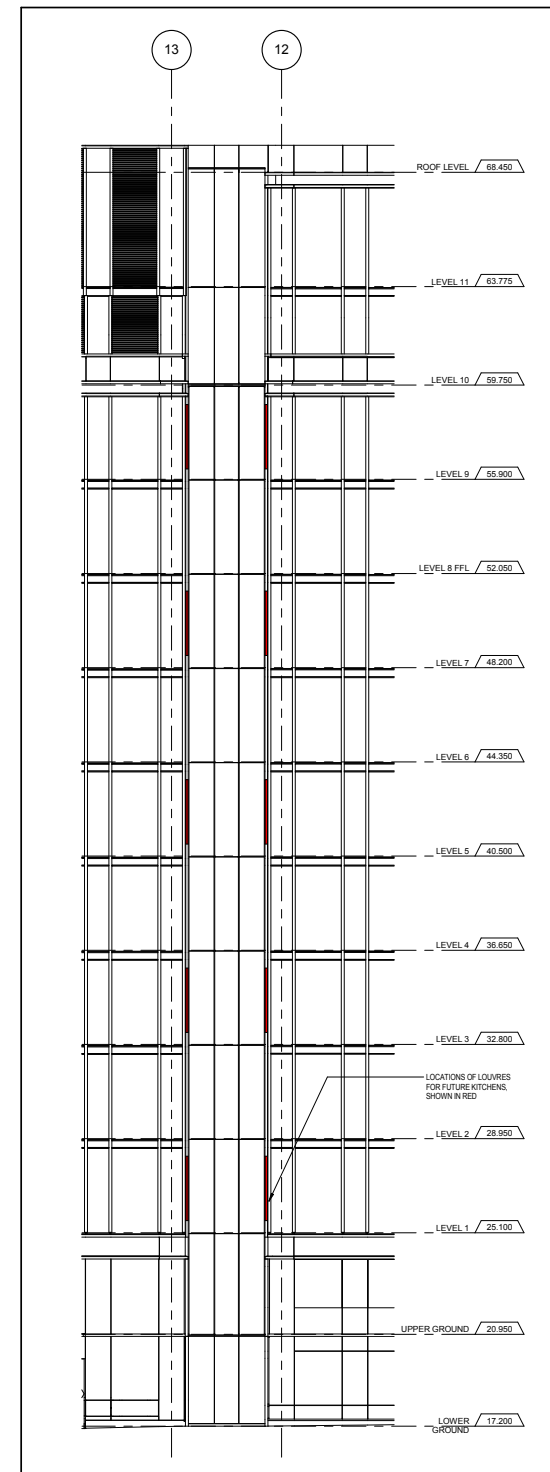 13
12
ROOF LEVEL 68.450
LEVEL 11 63.775
LEVEL 10 59.750
LEVEL 9 55.900
LEVEL 8 FFL 52.050
LEVEL 7 48.200
LEVEL 6 44.350
LEVEL 5 40.500
LEVEL 4 36.650
LEVEL 3 32.800
LOCATIONS OF LOUVRES
FOR FUTURE KITCHENS,
SHOWN IN RED
LEVEL 2 28.950
LEVEL 1 25.100
UPPER GROUND 20.950
LOWER 17.200
GROUND